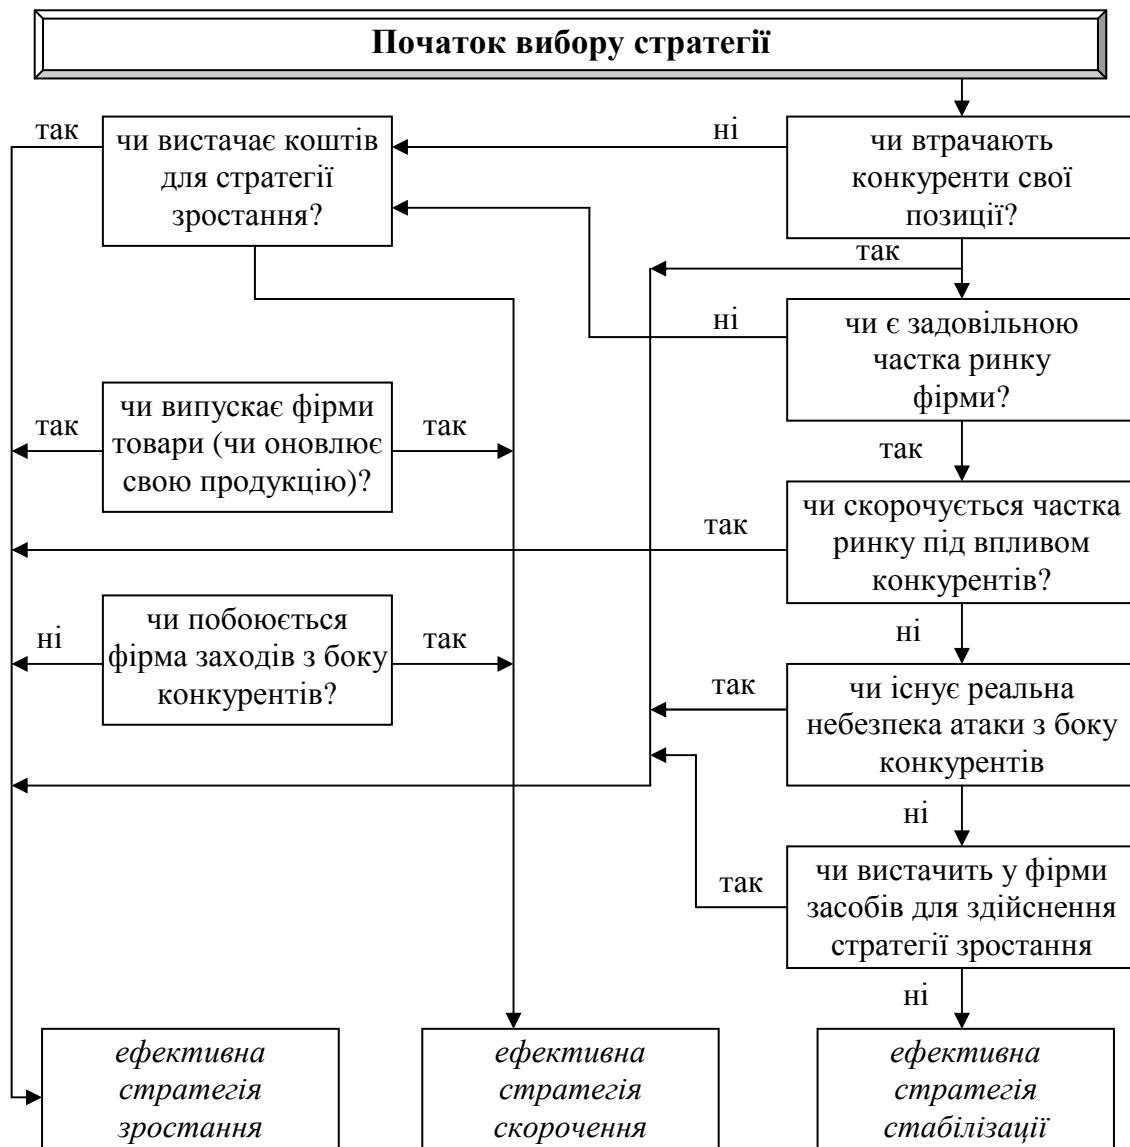 Початок вибору стратегії
так
чи вистачає коштів
для стратегії
зростання?
ні
чи втрачають
конкуренти свої
позиції?
так
ні
чи є задовільною
частка ринку
фірми?
так
чи випускає фірми
товари (чи оновлює
свою продукцію)?
так
так
чи скорочується частка
ринку під впливом
конкурентів?
так
ні
ні
чи побоюється
фірма заходів з боку
конкурентів?
так
так
чи існує реальна
небезпека атаки з боку
конкурентів
ні
чи вистачить у фірми
засобів для здійснення
стратегії зростання
так
ні
ефективна
стратегія
зростання
ефективна
стратегія
скорочення
ефективна
стратегія
стабілізації